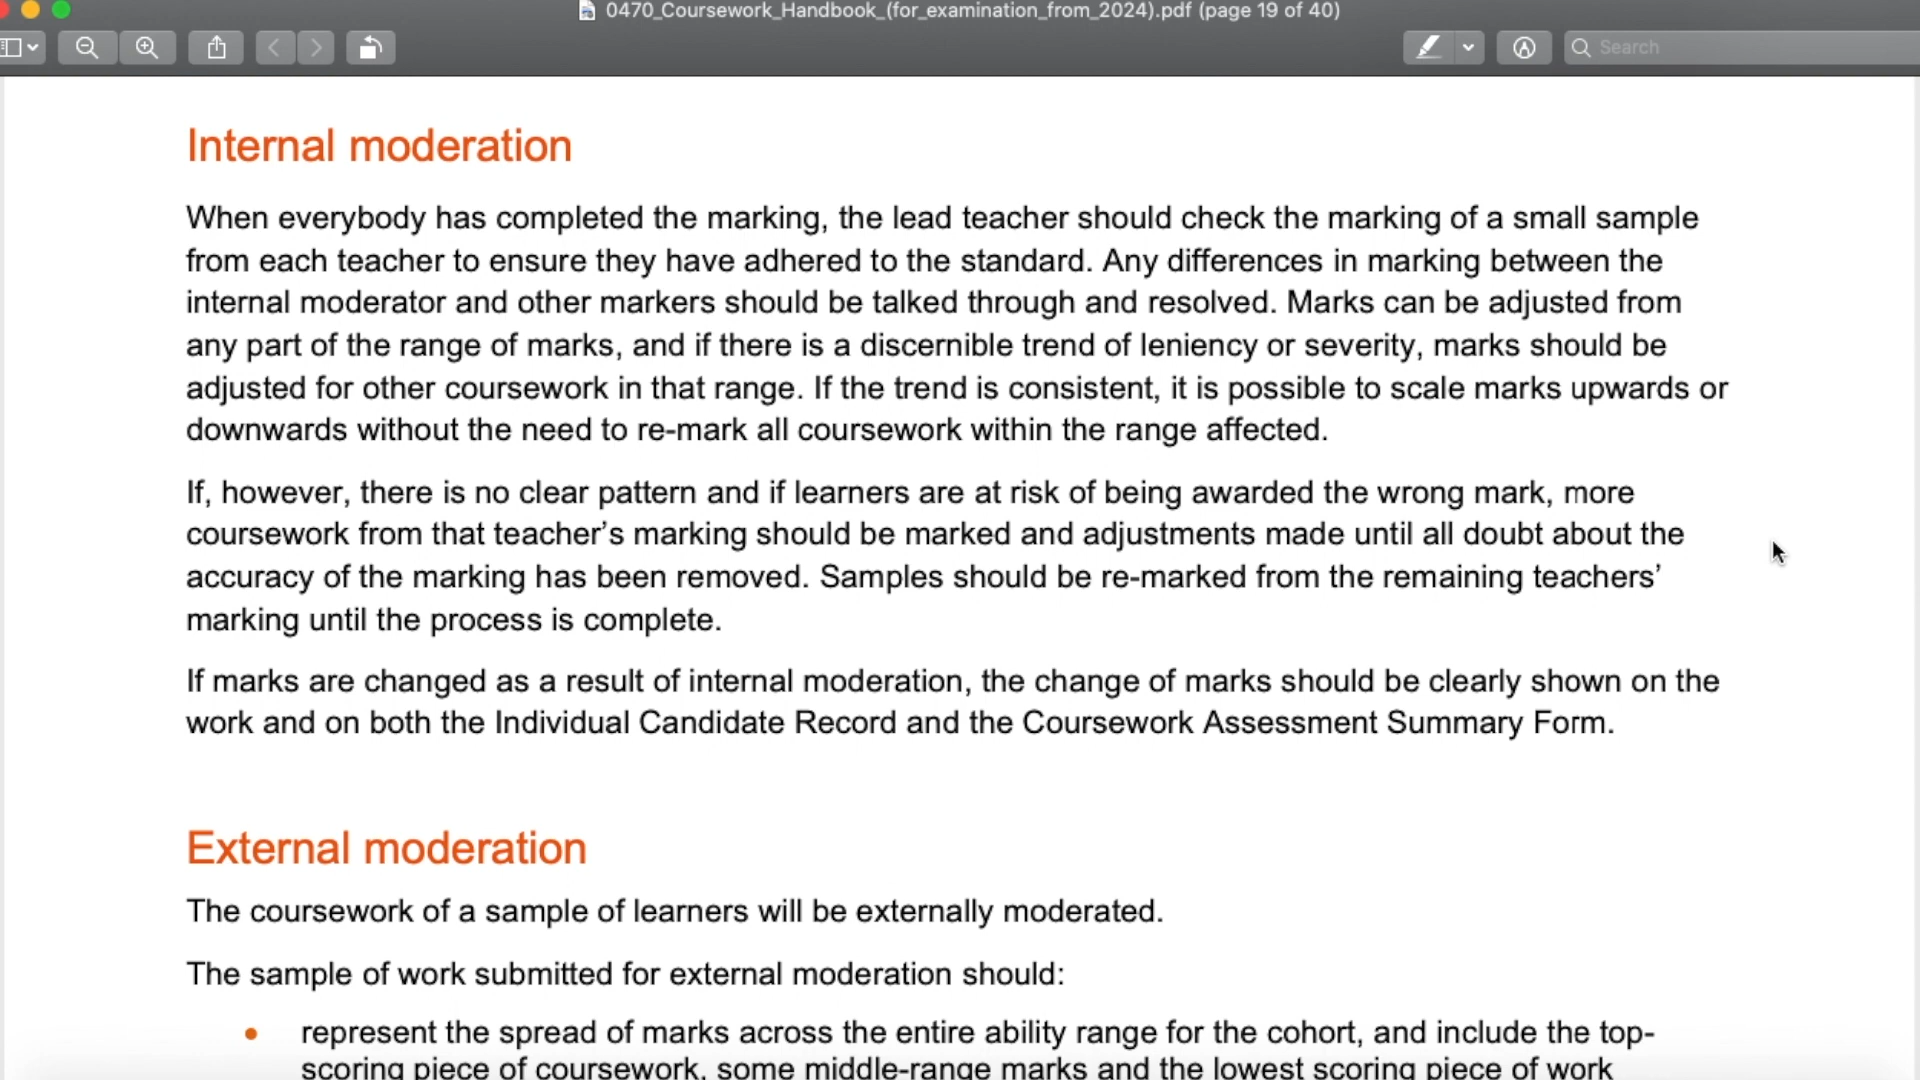 0470_Coursework_Handbook_(for_examination_from_2024).pdf (page 19 of 40)
Search
Internal moderation
When everybody has completed the marking, the lead teacher should check the marking of a small sample
from each teacher to ensure they have adhered to the standard. Any differences in marking between the
internal moderator and other markers should be talked through and resolved. Marks can be adjusted from
any part of the range of marks, and if there is a discernible trend of leniency or severity, marks should be
adjusted for other coursework in that range. If the trend is consistent, it is possible to scale marks upwards or
downwards without the need to re-mark all coursework within the range affected.
If, however, there is no clear pattern and if learners are at risk of being awarded the wrong mark, more
coursework from that teacher’s marking should be marked and adjustments made until all doubt about the
accuracy of the marking has been removed. Samples should be re-marked from the remaining teachers’
marking until the process is complete.
If marks are changed as a result of internal moderation, the change of marks should be clearly shown on the
work and on both the Individual Candidate Record and the Coursework Assessment Summary Form.
External moderation
The coursework of a sample of learners will be externally moderated.
The sample of work submitted for external moderation should:
• represent the spread of marks across the entire ability range for the cohort, and include the top-
scoring piece of coursework, some middle-range marks and the lowest scoring piece of work